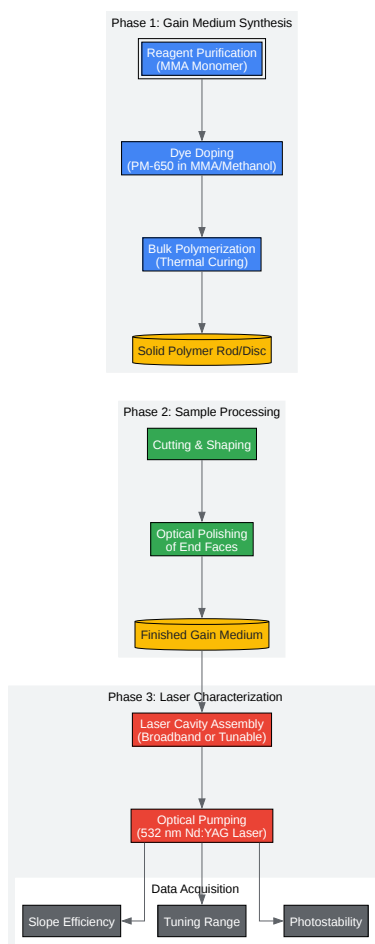 Phase 1: Gain Medium Synthesis
Reagent Purification
(MMA Monomer)
Dye Doping
(PM-650 in MMA/Methanol)
Bulk Polymerization
(Thermal Curing)
Solid Polymer Rod/Disc
Phase 2: Sample Processing
Cutting & Shaping
Optical Polishing
of End Faces
Finished Gain Medium
Phase 3: Laser Characterization
Laser Cavity Assembly
(Broadband or Tunable)
Optical Pumping
(532 nm Nd:YAG Laser)
Data Acquisition
Slope Efficiency
Tuning Range
Photostability